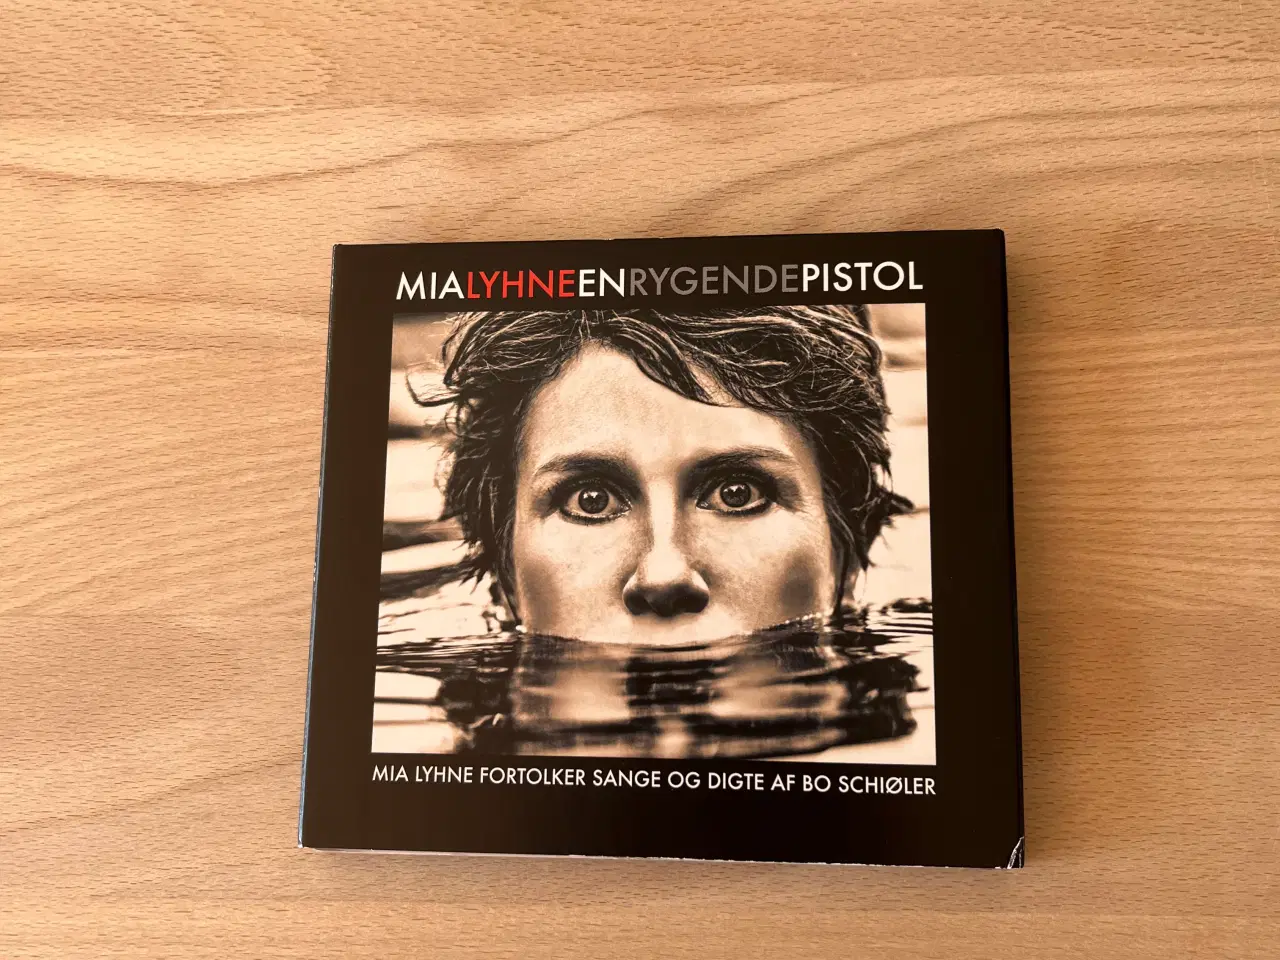 MIALYHNEENRYGENDEPISTOL
MIA LYHNE FORTOLKER SANGE OG DIGTE AF BO SCHIØLER